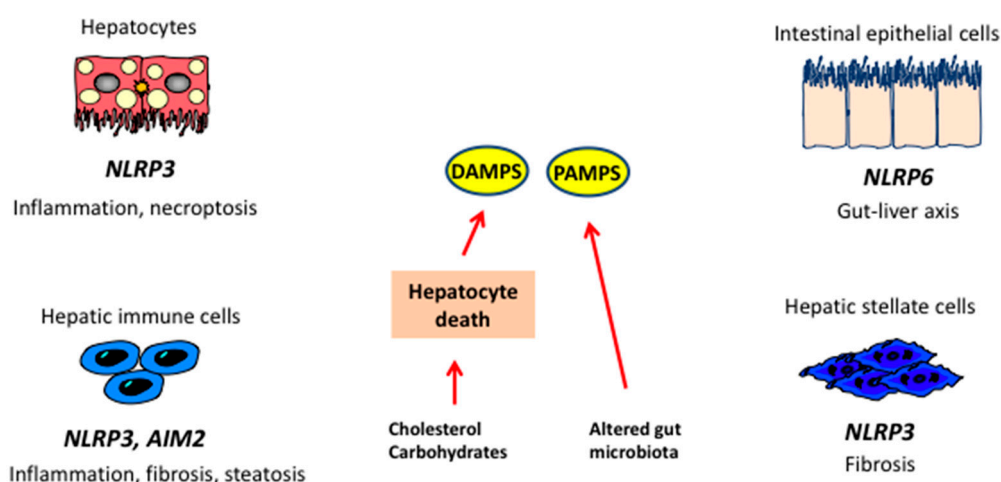 Hepatocytes
NLRP3
Inflammation, necroptosis
Hepatic immune cells
NLRP3, AIM2
Inflammation, fibrosis, steatosis
DAMPS
PAMPS
Hepatocyte
death
Cholesterol
Carbohydrates
Altered gut
microbiota
Intestinal epithelial cells
NLRP6
Gut-liver axis
Hepatic stellate cells
NLRP3
Fibrosis